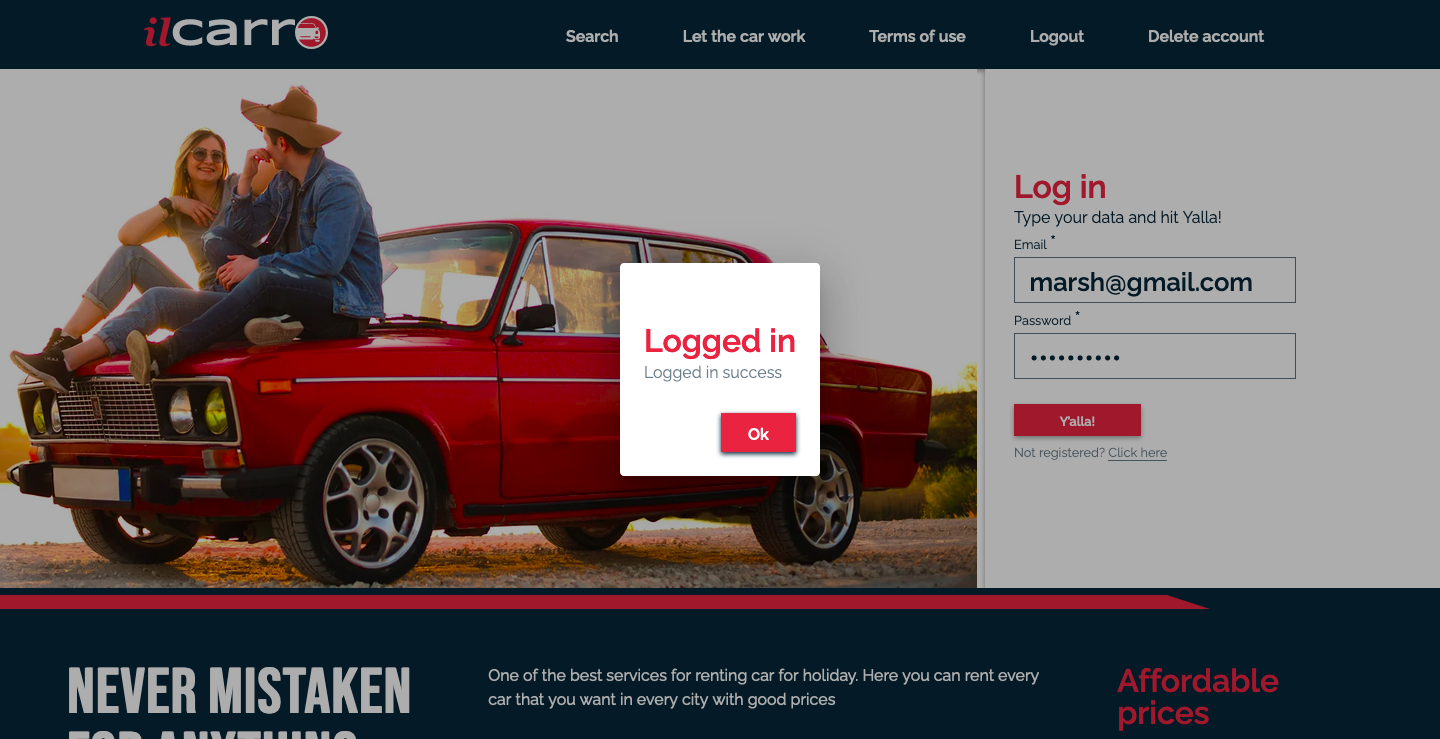 ilcarro
Search
Let the car work
Terms of use
Logout
Delete account
Log in
Type your data and hit Yalla!
Email *
marsh@gmail.com
Password *
••••••••••
Y'alla!
Not registered? Click here
Logged in
Logged in success
Ok
NEVER MISTAKEN
FOR ANYTHING
One of the best services for renting car for holiday. Here you can rent every
car that you want in every city with good prices
Affordable
prices